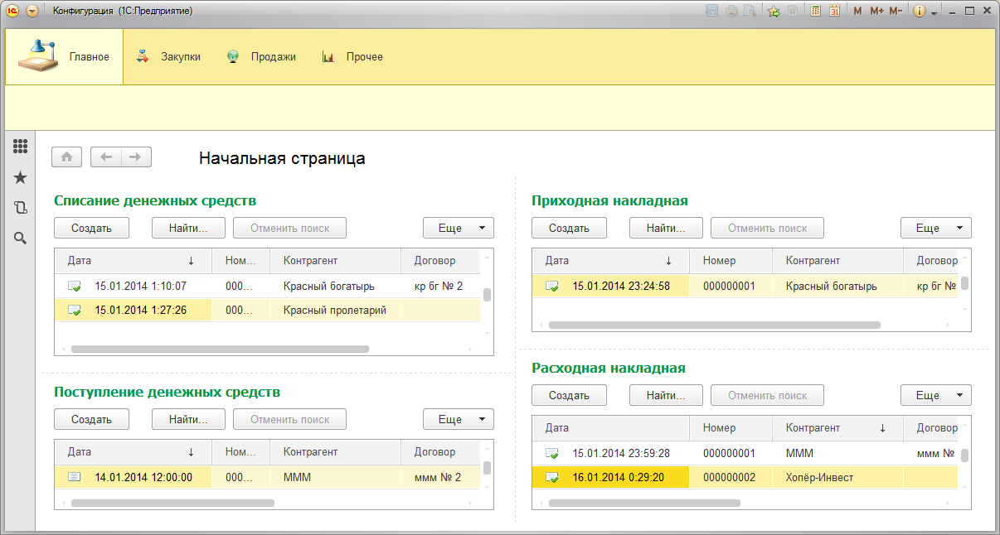 Конфигурация (1С:Предприятие)
31 M M+ M-
Главное Закупки Продажи Прочее
Начальная страница
Списание денежных средств
Создать Найти... Отменить поиск Еще
Дата ↓ Ном... Контрагент Договор
15.01.2014 1:10:07 000... Красный богатырь кр бг № 2
15.01.2014 1:27:26 000... Красный пролетарий
Поступление денежных средств
Создать Найти... Отменить поиск Еще
Дата ↓ Ном... Контрагент Договор
14.01.2014 12:00:00 000... МММ ммм № 2
Приходная накладная
Создать Найти... Отменить поиск Еще
Дата ↓ Номер Контрагент Договор
15.01.2014 23:24:58 000000001 Красный богатырь кр бг №
Расходная накладная
Создать Найти... Отменить поиск Еще
Дата Номер Контрагент ↓ Договор
15.01.2014 23:59:28 000000001 МММ ммм №
16.01.2014 0:29:20 000000002 Хопёр-Инвест